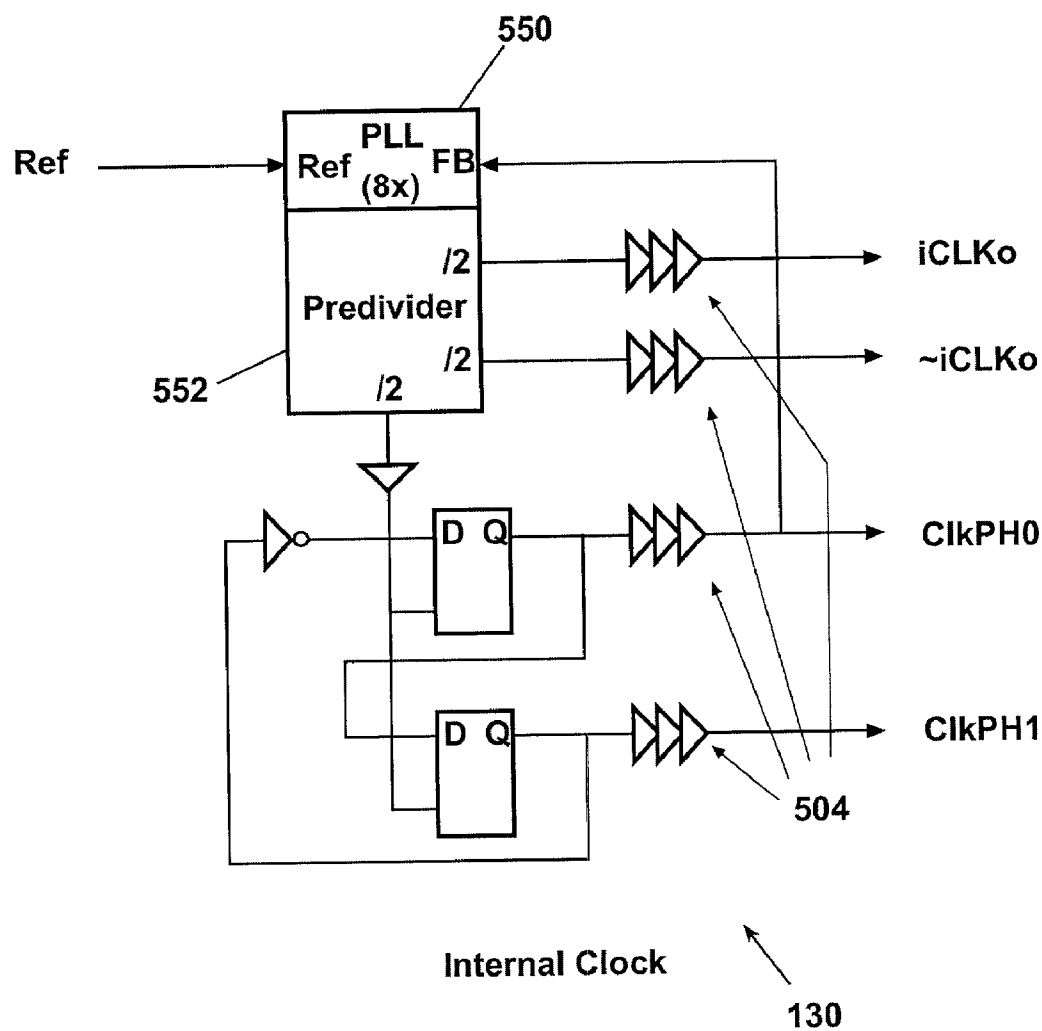 550
Ref
PLL
Ref
FB
(8x)
/2
iCLKo
Predivider
/2
~iCLKo
552
/2
D Q
ClkPH0
D Q
ClkPH1
504
Internal Clock
130